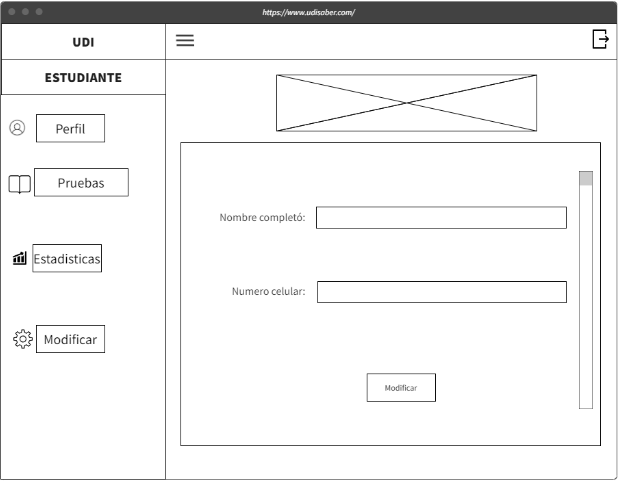 https://www.udisaber.com/
UDI
ESTUDIANTE
Perfil
Pruebas
Estadisticas
Modificar
Nombre completó:
Numero celular:
Modificar